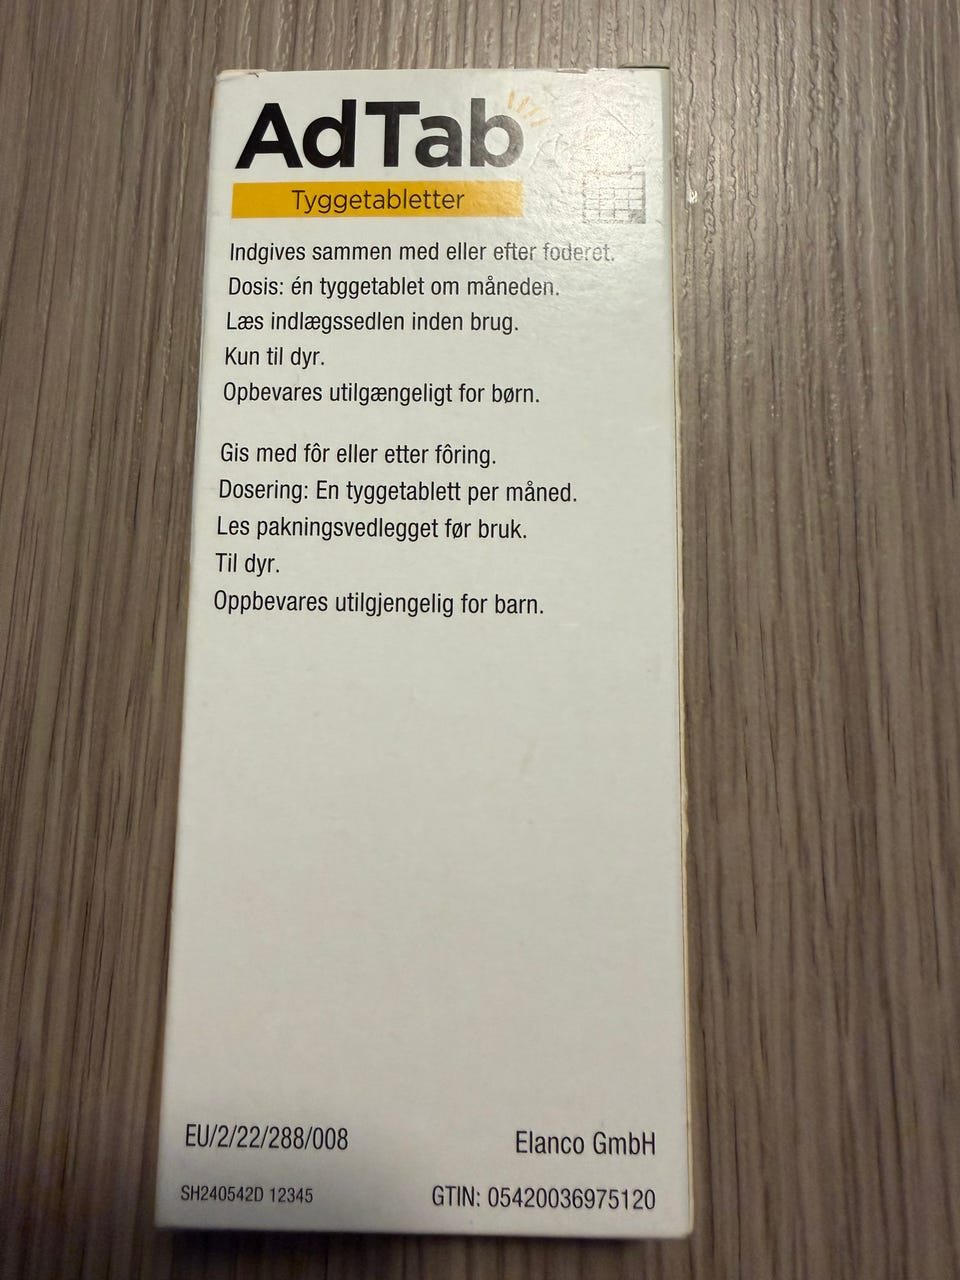 AdTab
Tyggetabletter
Indgives sammen med eller efter foderet.
Dosis: én tyggetablet om måneden.
Læs indlægssedlen inden brug.
Kun til dyr.
Opbevares utilgængeligt for børn.
Gis med fôr eller etter fôring.
Dosering: En tyggetablett per måned.
Les pakningsvedlegget før bruk.
Til dyr.
Oppbevares utilgjengelig for barn.
EU/2/22/288/008
Elanco GmbH
SH240542D 12345
GTIN: 05420036975120